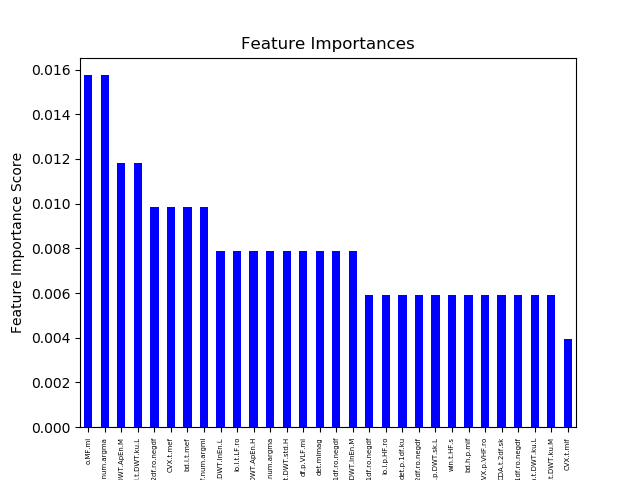 Feature Importances
Feature Importance Score
0.016
0.014
0.012
0.010
0.008
0.006
0.004
0.002
0.000
o.MF.mi
num.argma
DWT.ApEn.M
.t.DWT.ku.L
2df.ro.negdf
CVX.t.mef
bd.l.t.mef
.num.argmi
.DWT.InEn.L
lo.l.t.LF.ro
DWT.ApEn.H
num.argma
t.DWT.std.H
df.p.VLF.mi
det.mimag
1df.ro.negdf
DWT.InEn.M
1df.ro.negdf
lo.l.p.HF.ro
det.p.1df.ku
2df.ro.negdf
.p.DWT.sk.L
win.t.HF.s
bd.h.p.mif
VX.p.VHF.ro
CDA.t.2df.sk
1df.ro.negdf
.t.DWT.ku.L
t.DWT.ku.M
CVX.t.mif